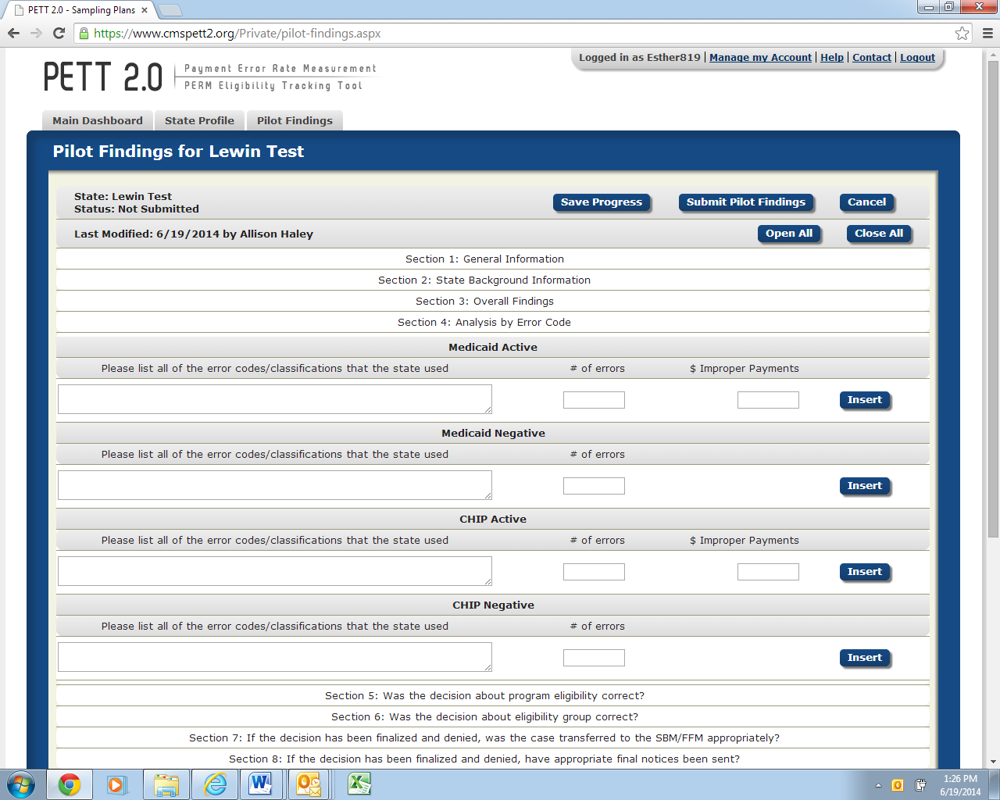 PETT 2.0 - Sampling Plans
https://www.cmspett2.org/Private/pilot-findings.aspx
Logged in as Esther819 | Manage my Account | Help | Contact | Logout
PETT 2.0
Payment Error Rate Measurement
PERM Eligibility Tracking Tool
Main Dashboard State Profile Pilot Findings
Pilot Findings for Lewin Test
State: Lewin Test
Status: Not Submitted
Save Progress Submit Pilot Findings Cancel
Last Modified: 6/19/2014 by Allison Haley
Open All Close All
Section 1: General Information
Section 2: State Background Information
Section 3: Overall Findings
Section 4: Analysis by Error Code
Medicaid Active
Please list all of the error codes/classifications that the state used # of errors $ Improper Payments
Insert
Medicaid Negative
Please list all of the error codes/classifications that the state used # of errors
Insert
CHIP Active
Please list all of the error codes/classifications that the state used # of errors $ Improper Payments
Insert
CHIP Negative
Please list all of the error codes/classifications that the state used # of errors
Insert
Section 5: Was the decision about program eligibility correct?
Section 6: Was the decision about eligibility group correct?
Section 7: If the decision has been finalized and denied, was the case transferred to the SBM/FFM appropriately?
Section 8: If the decision has been finalized and denied, have appropriate final notices been sent?
1:26 PM
6/19/2014